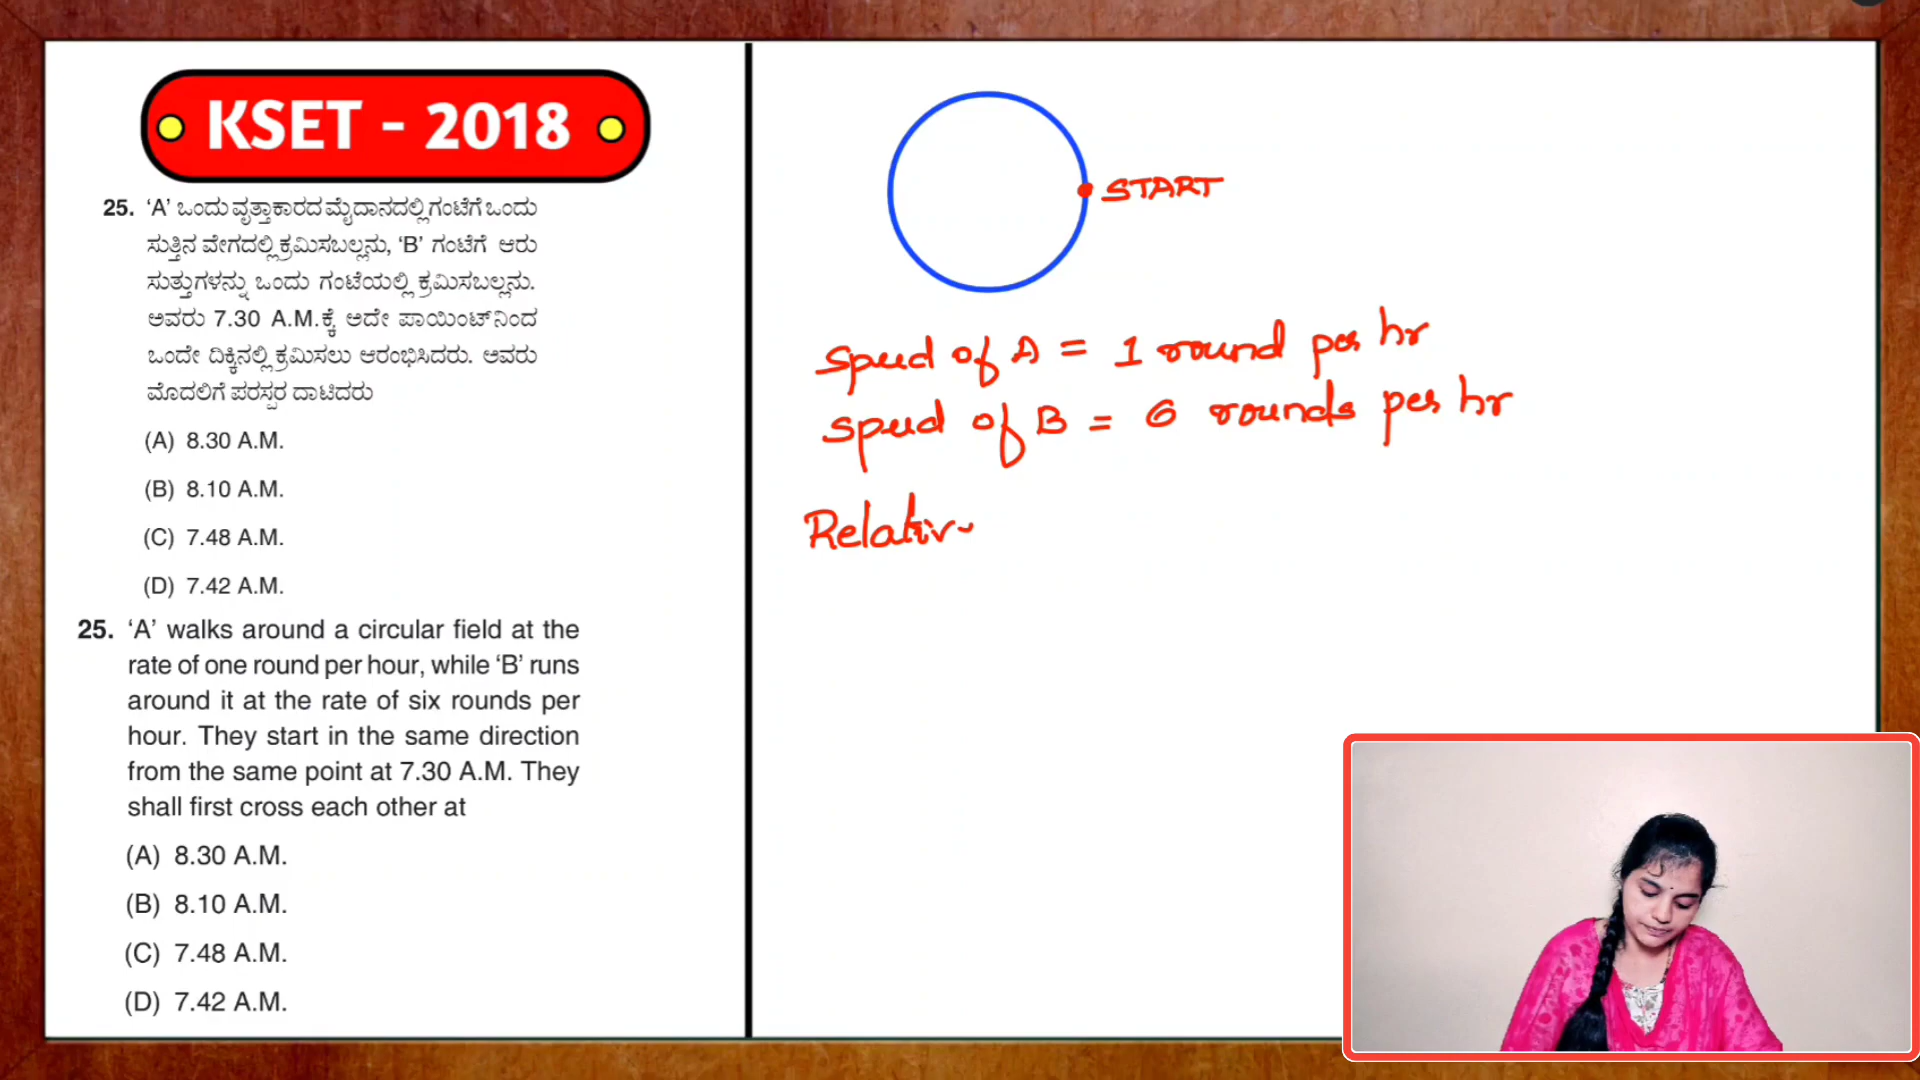 KSET - 2018
25. 'A' ಒಂದು ವೃತ್ತಾಕಾರದ ಮೈದಾನದಲ್ಲಿ ಗಂಟೆಗೆ ಒಂದು
ಸುತ್ತಿನ ವೇಗದಲ್ಲಿ ಕ್ರಮಿಸಬಲ್ಲನು, 'B' ಗಂಟೆಗೆ ಆರು
ಸುತ್ತುಗಳನ್ನು ಒಂದು ಗಂಟೆಯಲ್ಲಿ ಕ್ರಮಿಸಬಲ್ಲನು.
ಅವರು 7.30 A.M.ಕ್ಕೆ ಅದೇ ಪಾಯಿಂಟ್‌ನಿಂದ
ಒಂದೇ ದಿಕ್ಕಿನಲ್ಲಿ ಕ್ರಮಿಸಲು ಆರಂಭಿಸಿದರು. ಅವರು
ಮೊದಲಿಗೆ ಪರಸ್ಪರ ದಾಟಿದರು
(A) 8.30 A.M.
(B) 8.10 A.M.
(C) 7.48 A.M.
(D) 7.42 A.M.
25. 'A' walks around a circular field at the
rate of one round per hour, while 'B' runs
around it at the rate of six rounds per
hour. They start in the same direction
from the same point at 7.30 A.M. They
shall first cross each other at
(A) 8.30 A.M.
(B) 8.10 A.M.
(C) 7.48 A.M.
(D) 7.42 A.M.
START
Speed of A = 1 round per hr
Speed of B = 6 rounds per hr
Relativ